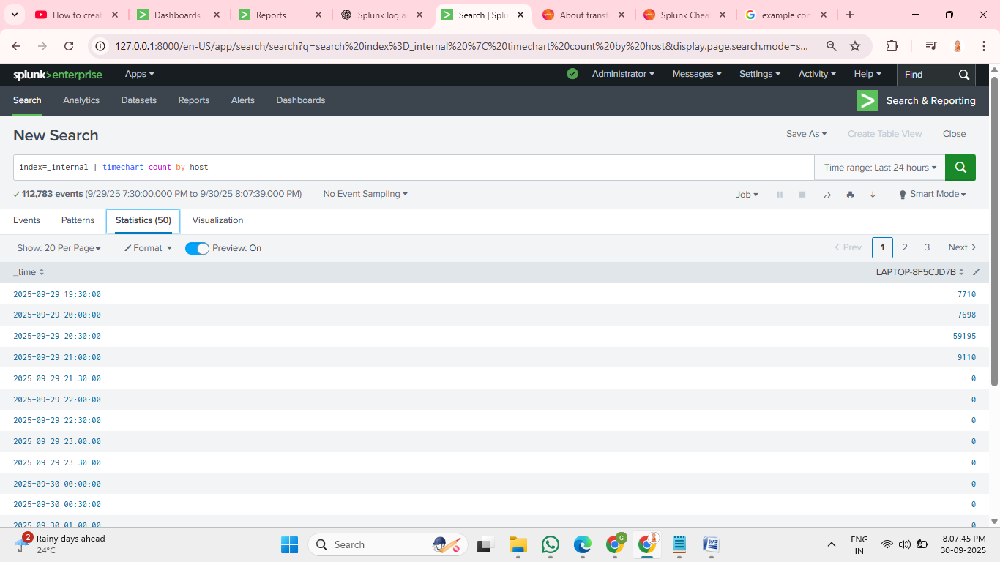 How to creat
Dashboards
Reports
Splunk log a
Search | Splu
About transf
Splunk Chea
example con
127.0.0.1:8000/en-US/app/search/search?q=search%20index%3D_internal%20%7C%20timechart%20count%20by%20host&display.page.search.mode=s...
splunk>enterprise Apps Administrator Messages Settings Activity Help Find
Search Analytics Datasets Reports Alerts Dashboards Search & Reporting
New Search Save As Create Table View Close
index=_internal | timechart count by host Time range: Last 24 hours
112,783 events (9/29/25 7:30:00.000 PM to 9/30/25 8:07:39.000 PM) No Event Sampling Job Smart Mode
Events Patterns Statistics (50) Visualization
Show: 20 Per Page Format Preview: On < Prev 1 2 3 Next >
_time LAPTOP-8F5CJD7B
2025-09-29 19:30:00 7710
2025-09-29 20:00:00 7698
2025-09-29 20:30:00 59195
2025-09-29 21:00:00 9110
2025-09-29 21:30:00 0
2025-09-29 22:00:00 0
2025-09-29 22:30:00 0
2025-09-29 23:00:00 0
2025-09-29 23:30:00 0
2025-09-30 00:00:00 0
2025-09-30 00:30:00 0
2025-09-30 01:00:00 0
2 Rainy days ahead
24°C
Search
G
ENG
IN
8.07.45 PM
30-09-2025